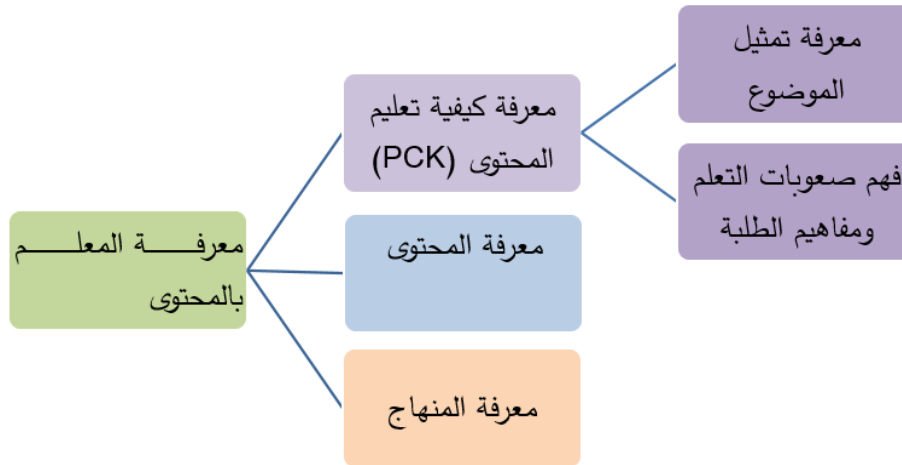 معرفة تمثيل
الموضوع
معرفة كيفية تعليم
المحتوى (PCK)
فهم صعوبات التعلم
ومفاهيم الطلبة
معرفـــــة المعلـــــم
بالمحتوى
معرفة المحتوى
معرفة المنهاج